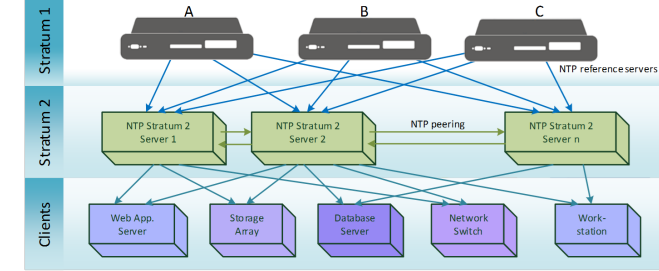 Stratum 1
A
B
C
NTP reference servers
Stratum 2
NTP Stratum 2
Server 1
NTP Stratum 2
Server 2
NTP peering
NTP Stratum 2
Server n
Clients
Web App.
Server
Storage
Array
Database
Server
Network
Switch
Work-
station